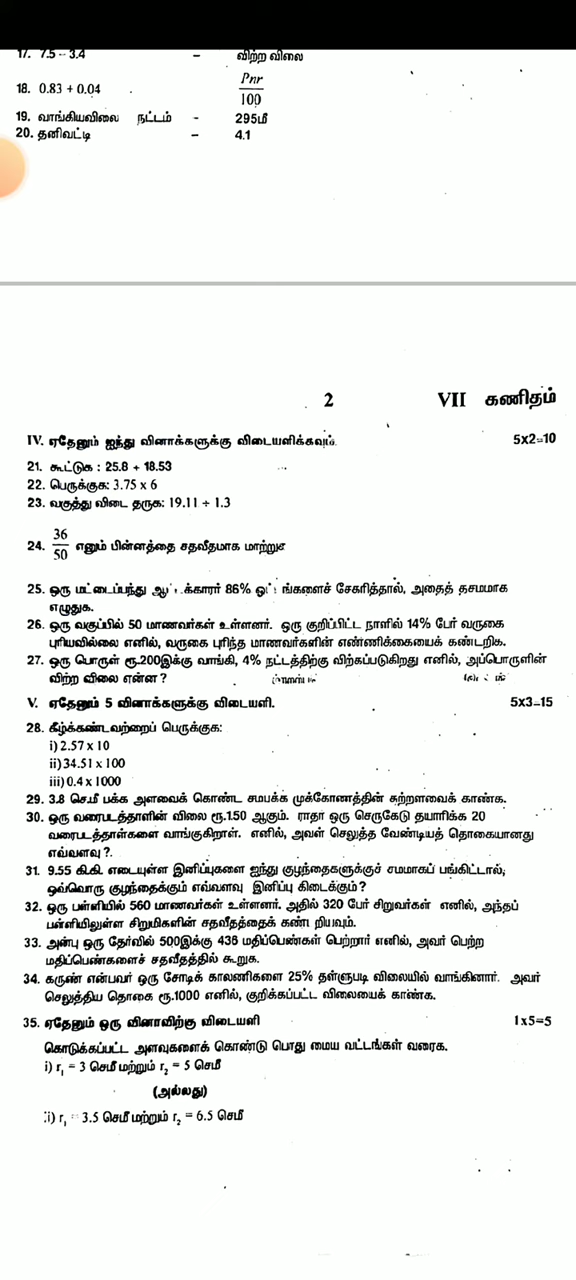 17. 7.5 – 3.4 – விற்ற விலை
18. 0.83 + 0.04 Pnr/100
19. வாங்கியவிலை நட்டம் - 295மீ
20. தனிவட்டி – 4.1
2 VII கணிதம்
IV. ஏதேனும் ஐந்து வினாக்களுக்கு விடையளிக்கவும். 5x2=10
21. கூட்டுக : 25.8 + 18.53
22. பெருக்குக: 3.75 x 6
23. வகுத்து விடை தருக: 19.11 ÷ 1.3
24. 36/50 எனும் பின்னத்தை சதவீதமாக மாற்றுக
25. ஒரு மட்டைப்பந்து 86% சேகரித்தால், அதைத் தசமமாக
எழுதுக.
26. ஒரு வகுப்பில் 50 மாணவர்கள் உள்ளனர். ஒரு குறிப்பிட்ட நாளில் 14% பேர் வருகை
புரியவில்லை எனில், வருகை புரிந்த மாணவர்களின் எண்ணிக்கையைக் கண்டறிக.
27. ஒரு பொருள் ரூ.200இக்கு வாங்கி, 4% நட்டத்திற்கு விற்கப்படுகிறது எனில், அப்பொருளின்
விற்ற விலை என்ன ?
V. ஏதேனும் 5 வினாக்களுக்கு விடையளி. 5x3=15
28. கீழ்க்கண்டவற்றைப் பெருக்குக:
i) 2.57 x 10
ii) 34.51 x 100
iii) 0.4 x 1000
29. 3.8 செ.மீ பக்க அளவைக் கொண்ட சமபக்க முக்கோணத்தின் சுற்றளவைக் காண்க.
30. ஒரு வரைபடத்தாளின் விலை ரூ.1.50 ஆகும். ராதா ஒரு செருகேடு தயாரிக்க 20
வரைபடத்தாள்களை வாங்குகிறாள். எனில், அவள் செலுத்த வேண்டியத் தொகையானது
எவ்வளவு ?.
31. 9.55 கி.கி. எடையுள்ள இனிப்புகளை ஐந்து குழந்தைகளுக்குச் சமமாகப் பங்கிட்டால்,
ஒவ்வொரு குழந்தைக்கும் எவ்வளவு இனிப்பு கிடைக்கும்?
32. ஒரு பள்ளியில் 560 மாணவர்கள் உள்ளனர். அதில் 320 பேர் சிறுவர்கள் எனில், அந்தப்
பள்ளியிலுள்ள சிறுமிகளின் சதவீதத்தைக்
33. அன்பு ஒரு தேர்வில் 500இக்கு 436 மதிப்பெண்கள் பெற்றார் எனில், அவர் பெற்ற
மதிப்பெண்களைச் சதவீதத்தில் கூறுக.
34. கருண் என்பவர் ஒரு சோடிக் காலணிகளை 25% தள்ளுபடி விலையில் வாங்கினார். அவர்
செலுத்திய தொகை ரூ.1000 எனில், குறிக்கப்பட்ட விலையைக் காண்க.
35. ஏதேனும் ஒரு வினாவிற்கு விடையளி 1x5=5
கொடுக்கப்பட்ட அளவுகளைக் கொண்டு பொது மைய வட்டங்கள் வரைக.
i) r₁ = 3 செமீ மற்றும் r₂ = 5 செமீ
(அல்லது)
ii) r₁ = 3.5 செமீ மற்றும் r₂ = 6.5 செமீ